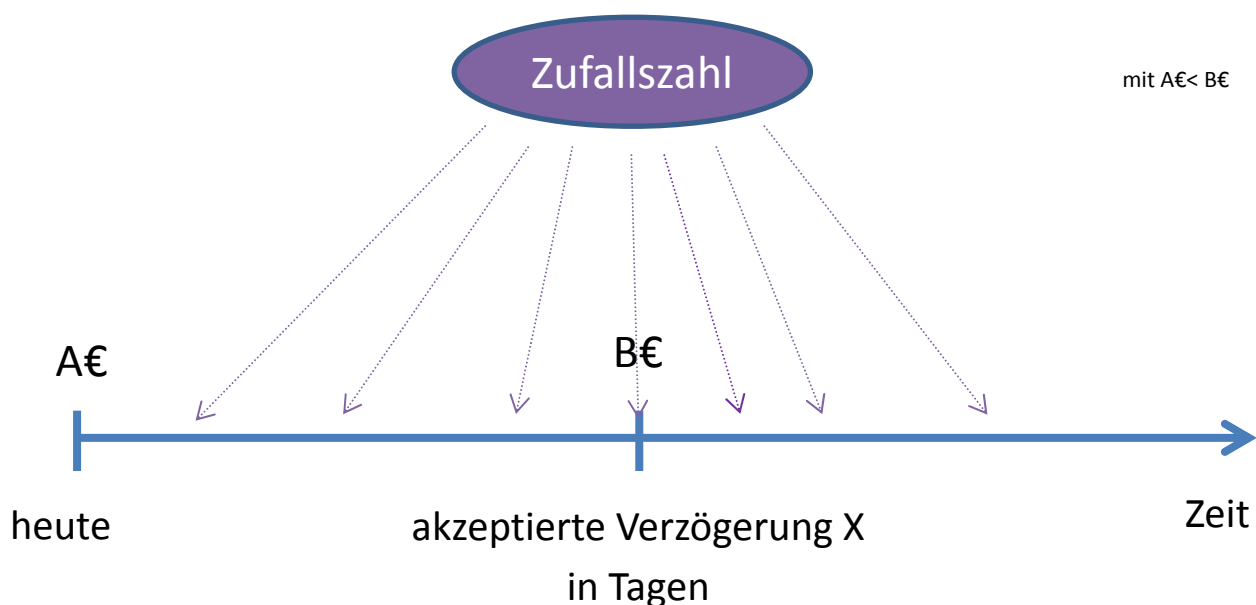 Zufallszahl
mit A€< B€
A€
B€
heute
akzeptierte Verzögerung X
in Tagen
Zeit